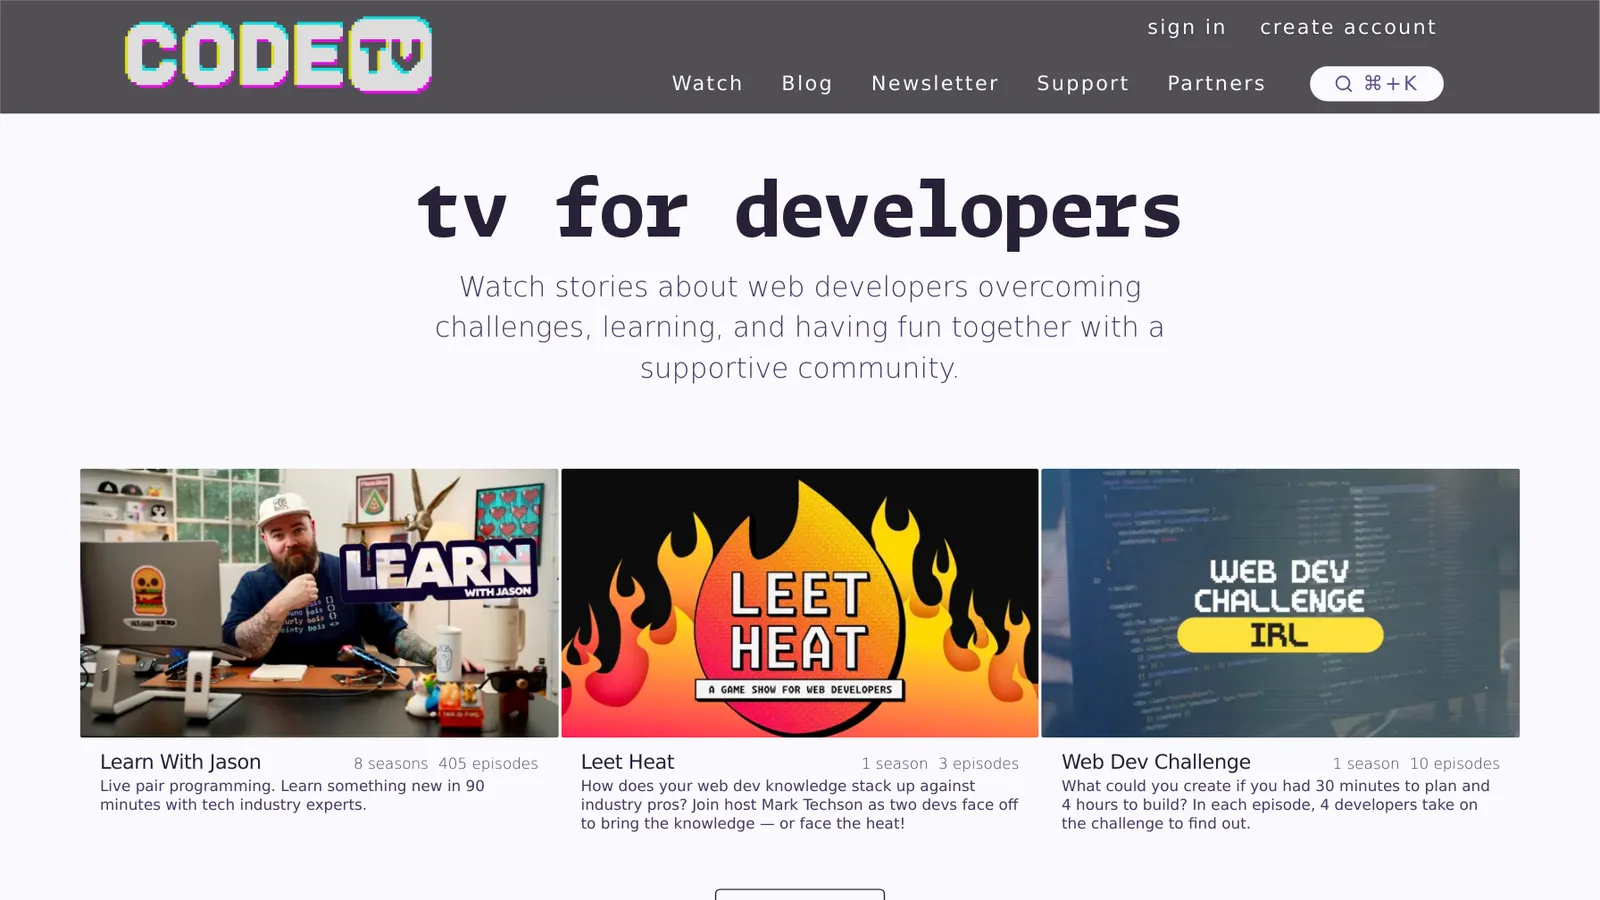 CODE TV
sign in create account
Watch Blog Newsletter Support Partners ⌘+K
tv for developers
Watch stories about web developers overcoming
challenges, learning, and having fun together with a
supportive community.
LEARN
WITH JASON
LEET
HEAT
A GAME SHOW FOR WEB DEVELOPERS
WEB DEV
CHALLENGE
IRL
Learn With Jason 8 seasons 405 episodes
Live pair programming. Learn something new in 90
minutes with tech industry experts.
Leet Heat 1 season 3 episodes
How does your web dev knowledge stack up against
industry pros? Join host Mark Techson as two devs face off
to bring the knowledge — or face the heat!
Web Dev Challenge 1 season 10 episodes
What could you create if you had 30 minutes to plan and
4 hours to build? In each episode, 4 developers take on
the challenge to find out.